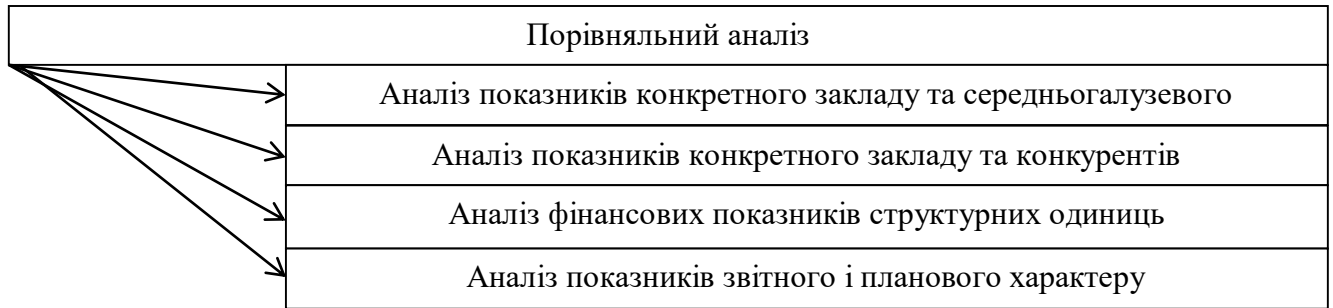 Порівняльний аналіз
Аналіз показників конкретного закладу та середньогалузевого
Аналіз показників конкретного закладу та конкурентів
Аналіз фінансових показників структурних одиниць
Аналіз показників звітного і планового характеру